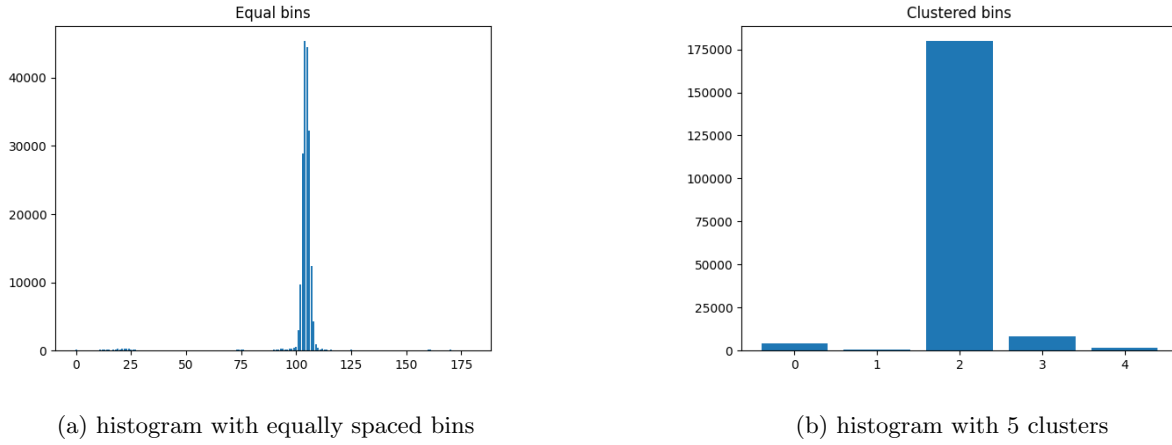 Equal bins
40000
30000
20000
10000
0
0 25 50 75 100 125 150 175
(a) histogram with equally spaced bins
Clustered bins
175000
150000
125000
100000
75000
50000
25000
0
0 1 2 3 4
(b) histogram with 5 clusters